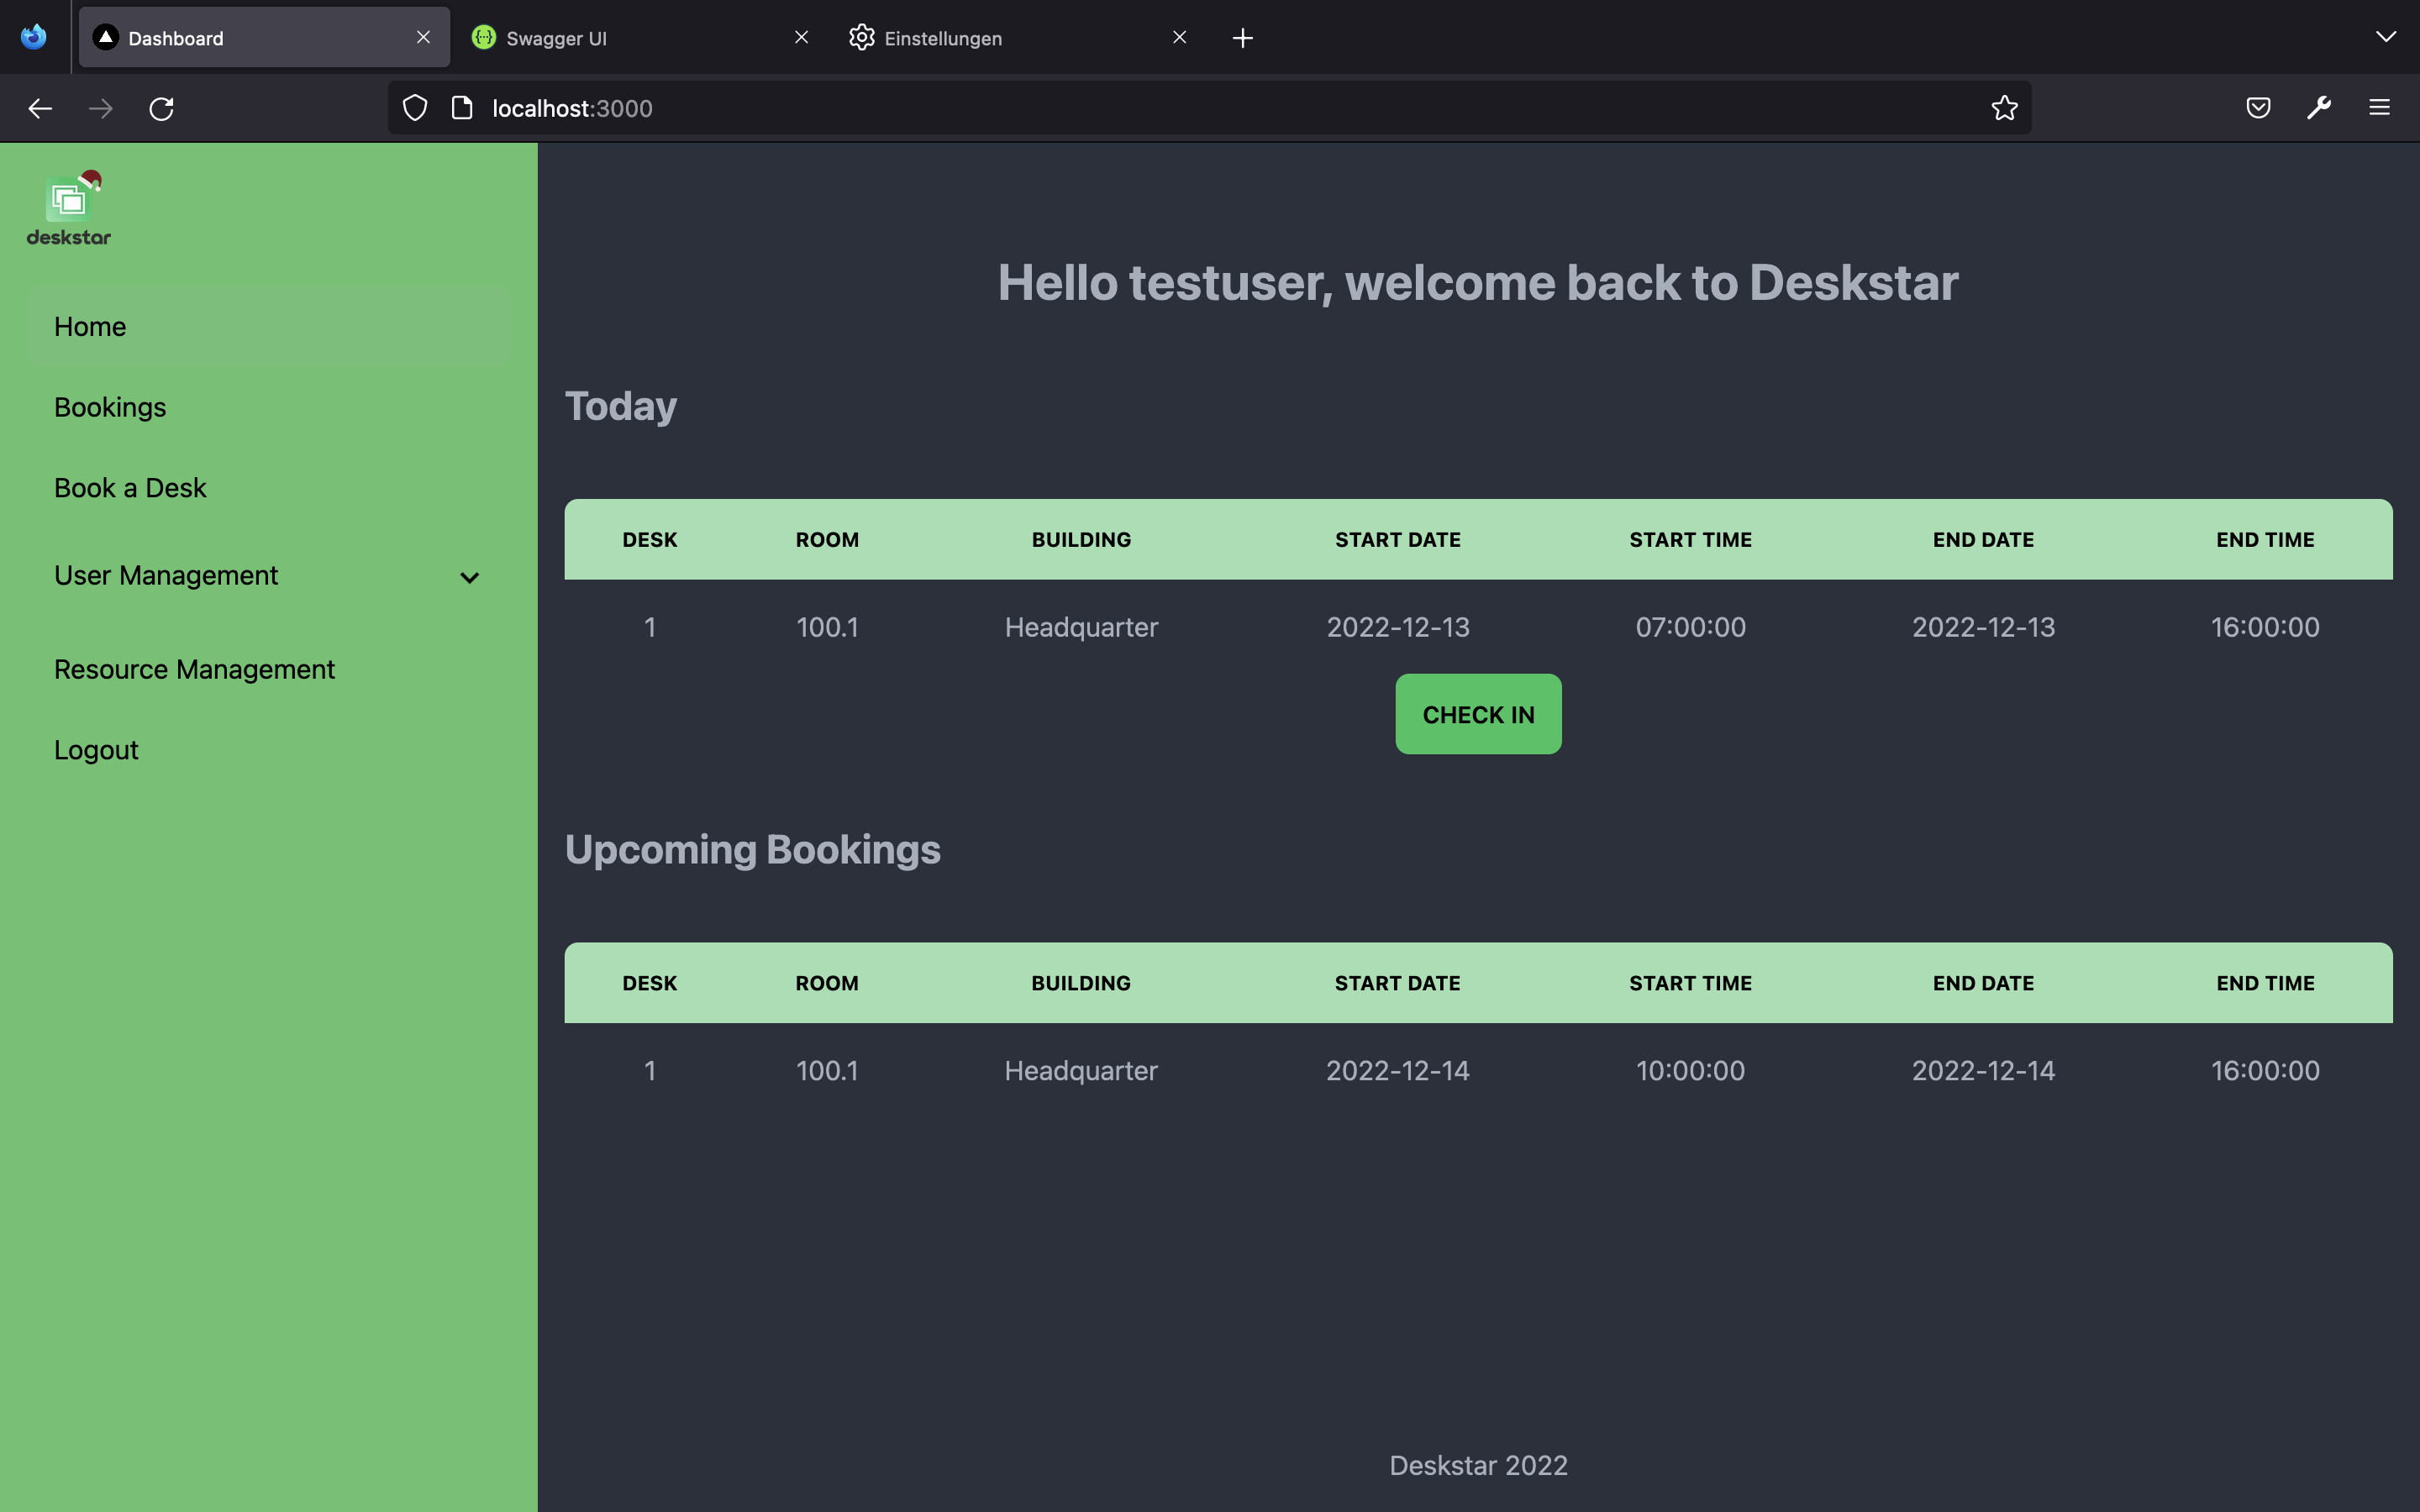 Dashboard Swagger UI Einstellungen
localhost:3000
deskstar
Home
Bookings
Book a Desk
User Management
Resource Management
Logout
Hello testuser, welcome back to Deskstar
Today
DESK ROOM BUILDING START DATE START TIME END DATE END TIME
1 100.1 Headquarter 2022-12-13 07:00:00 2022-12-13 16:00:00
CHECK IN
Upcoming Bookings
DESK ROOM BUILDING START DATE START TIME END DATE END TIME
1 100.1 Headquarter 2022-12-14 10:00:00 2022-12-14 16:00:00
Deskstar 2022